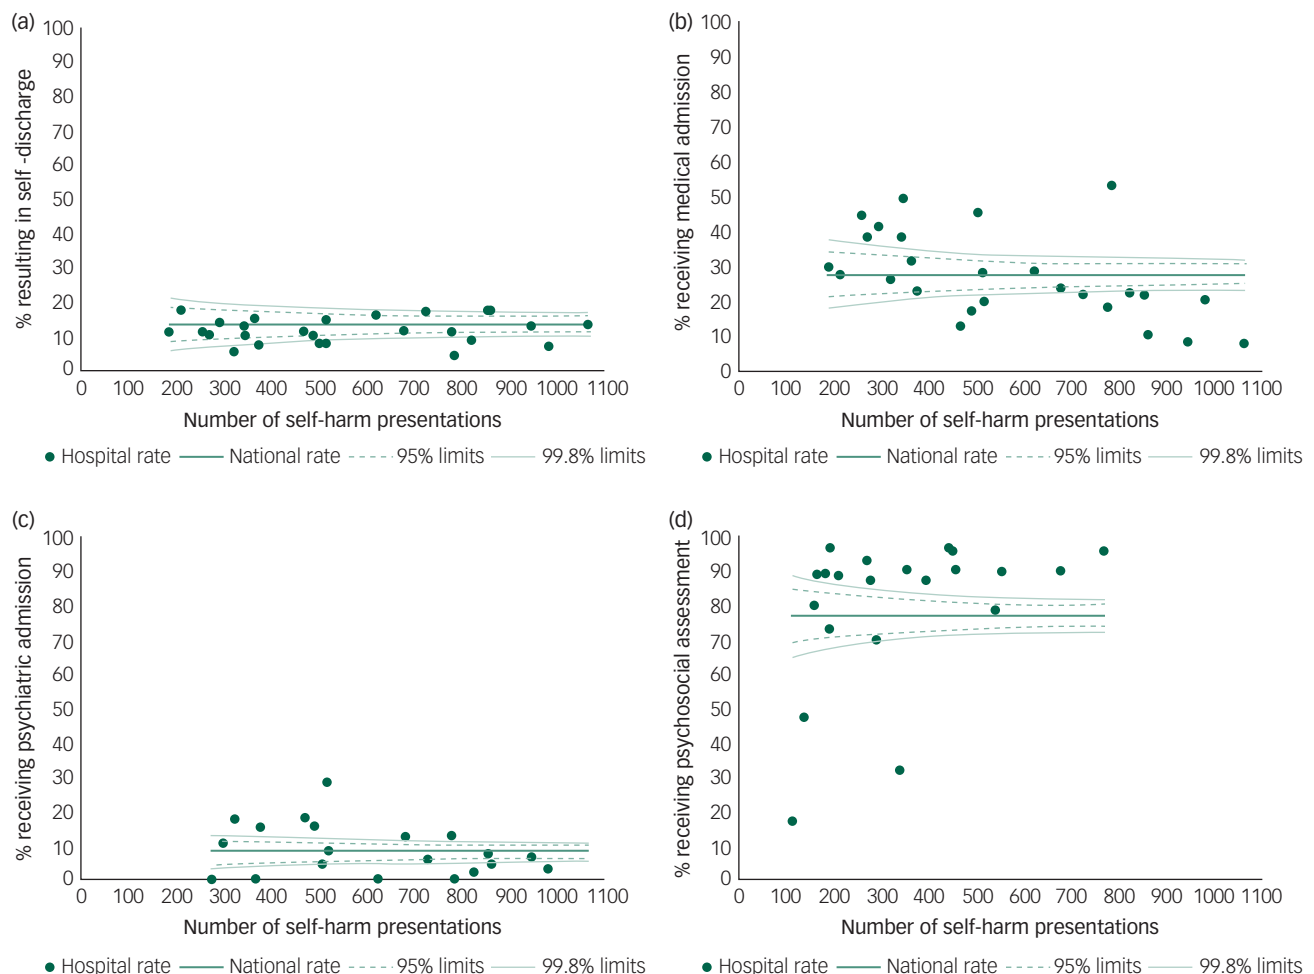 (a)
% resulting in self -discharge
100
90
80
70
60
50
40
30
20
10
0
0 100 200 300 400 500 600 700 800 900 1000 1100
Number of self-harm presentations
Hospital rate National rate 95% limits 99.8% limits
(b)
% receiving medical admission
100
90
80
70
60
50
40
30
20
10
0
0 100 200 300 400 500 600 700 800 900 1000 1100
Number of self-harm presentations
Hospital rate National rate 95% limits 99.8% limits
(c)
% receiving psychiatric admission
100
90
80
70
60
50
40
30
20
10
0
0 100 200 300 400 500 600 700 800 900 1000 1100
Number of self-harm presentations
Hospital rate National rate 95% limits 99.8% limits
(d)
% receiving psychosocial assessment
100
90
80
70
60
50
40
30
20
10
0
0 100 200 300 400 500 600 700 800 900 1000 1100
Number of self-harm presentations
Hospital rate National rate 95% limits 99.8% limits